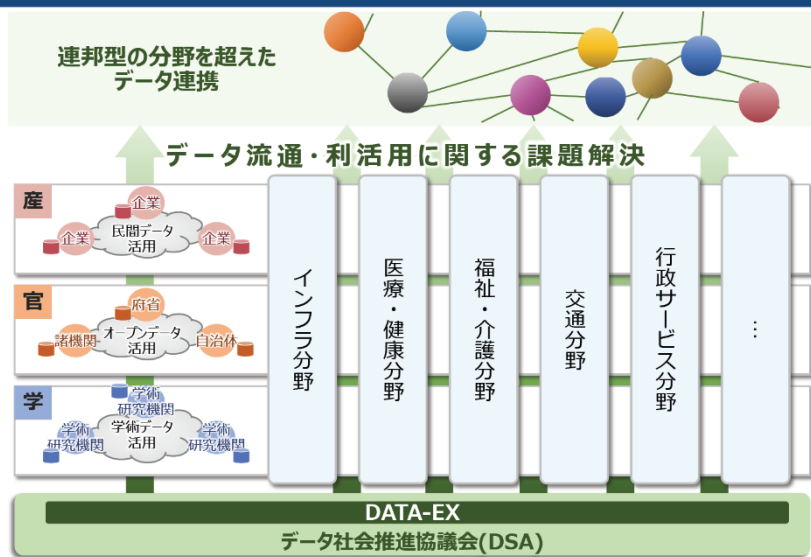 連邦型の分野を超えた
データ連携
データ流通・利活用に関する課題解決
産
企業
企業
企業
民間データ
活用
官
府省
諸機関
自治体
オープンデータ
活用
学
学術
研究機関
学術
研究機関
学術
研究機関
学術データ
活用
インフラ分野
医療・健康分野
福祉・介護分野
交通分野
行政サービス分野
…
DATA-EX
データ社会推進協議会(DSA)